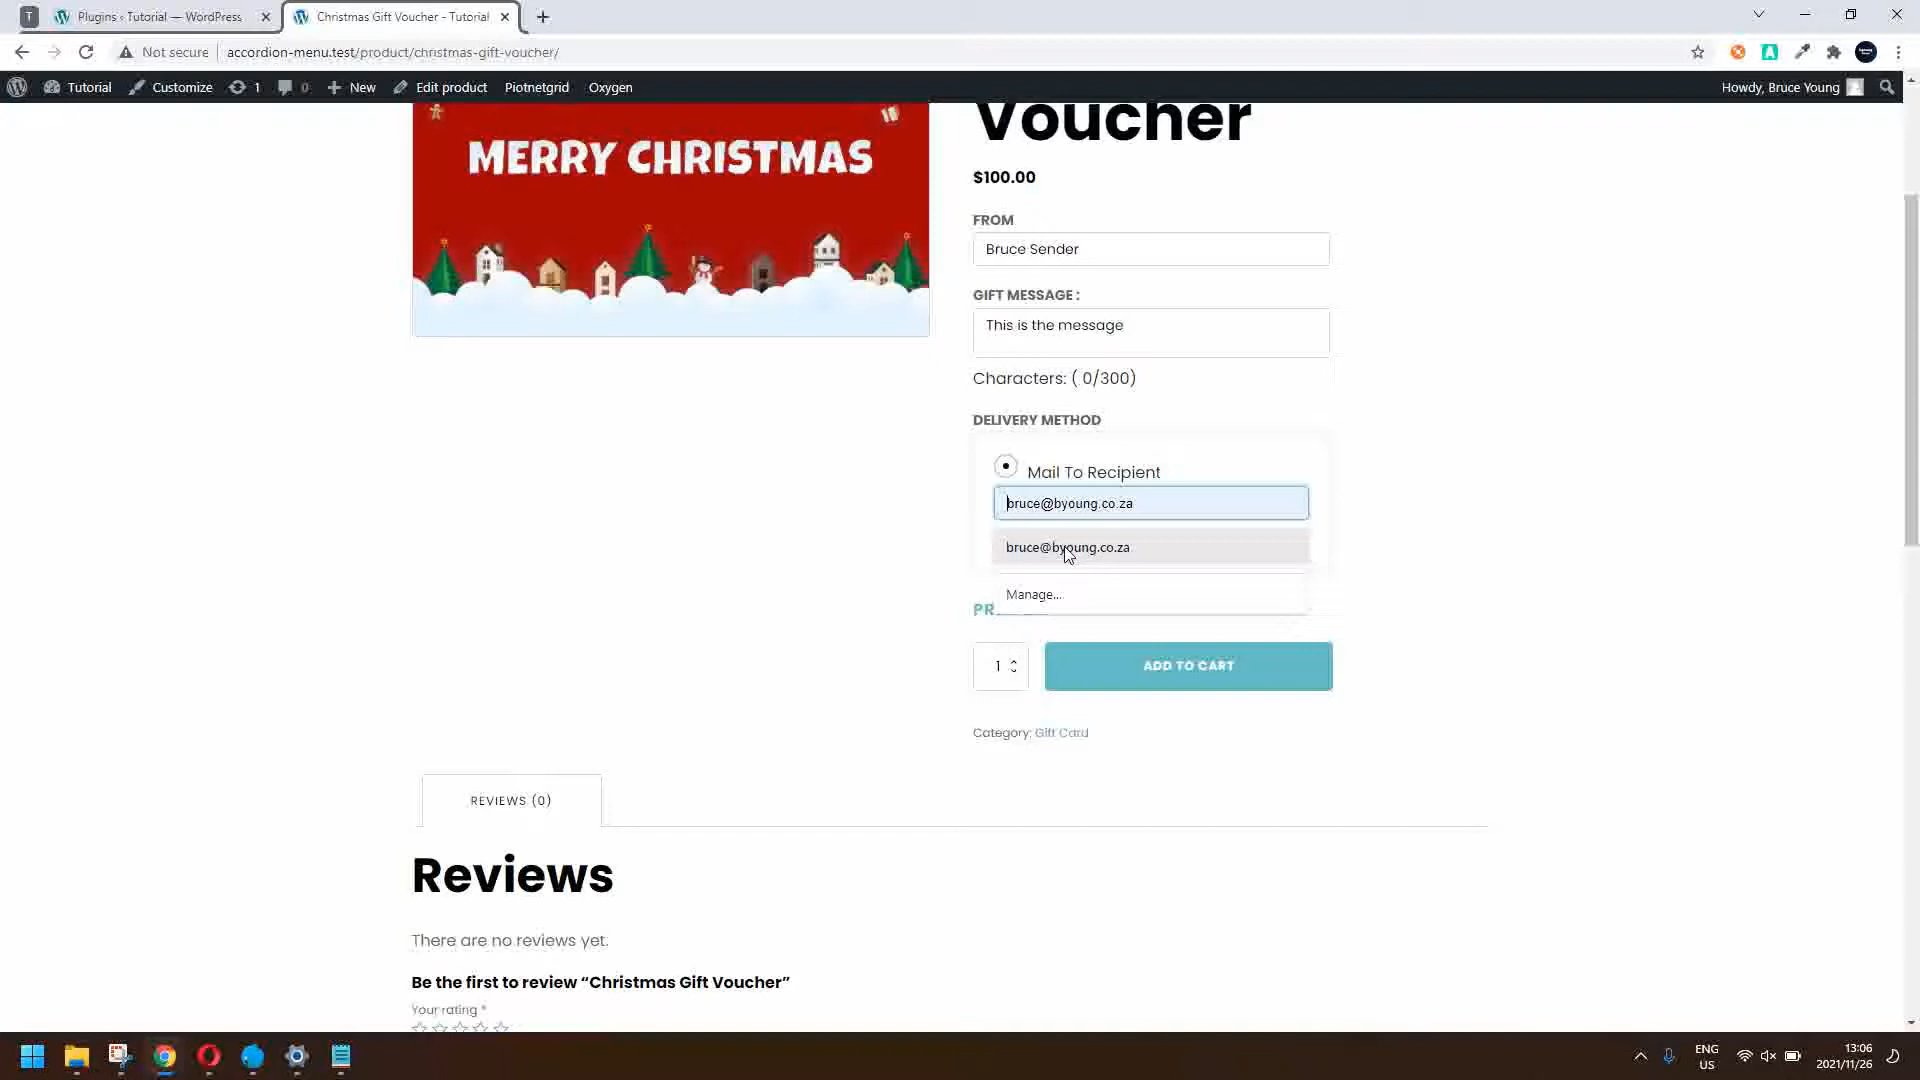 T
Plugins ‹ Tutorial — WordPress
Christmas Gift Voucher - Tutorial
Not secure
accordion-menu.test/product/christmas-gift-voucher/
Tutorial
Customize
1
0
New
Edit product
Piotnetgrid
Oxygen
Howdy, Bruce Young
MERRY CHRISTMAS
Voucher
$100.00
FROM
Bruce Sender
GIFT MESSAGE :
This is the message
Characters: ( 0/300)
DELIVERY METHOD
Mail To Recipient
bruce@byoung.co.za
bruce@byoung.co.za
Manage...
PR
1
ADD TO CART
Category: Gift Card
REVIEWS (0)
Reviews
There are no reviews yet.
Be the first to review “Christmas Gift Voucher”
Your rating *
ENG
US
13:06
2021/11/26